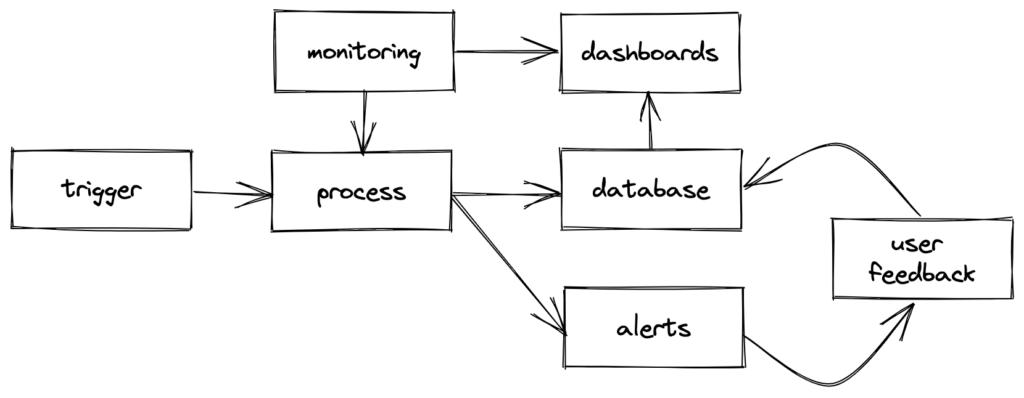 monitoring
dashboards
trigger
process
database
user
feedback
alerts